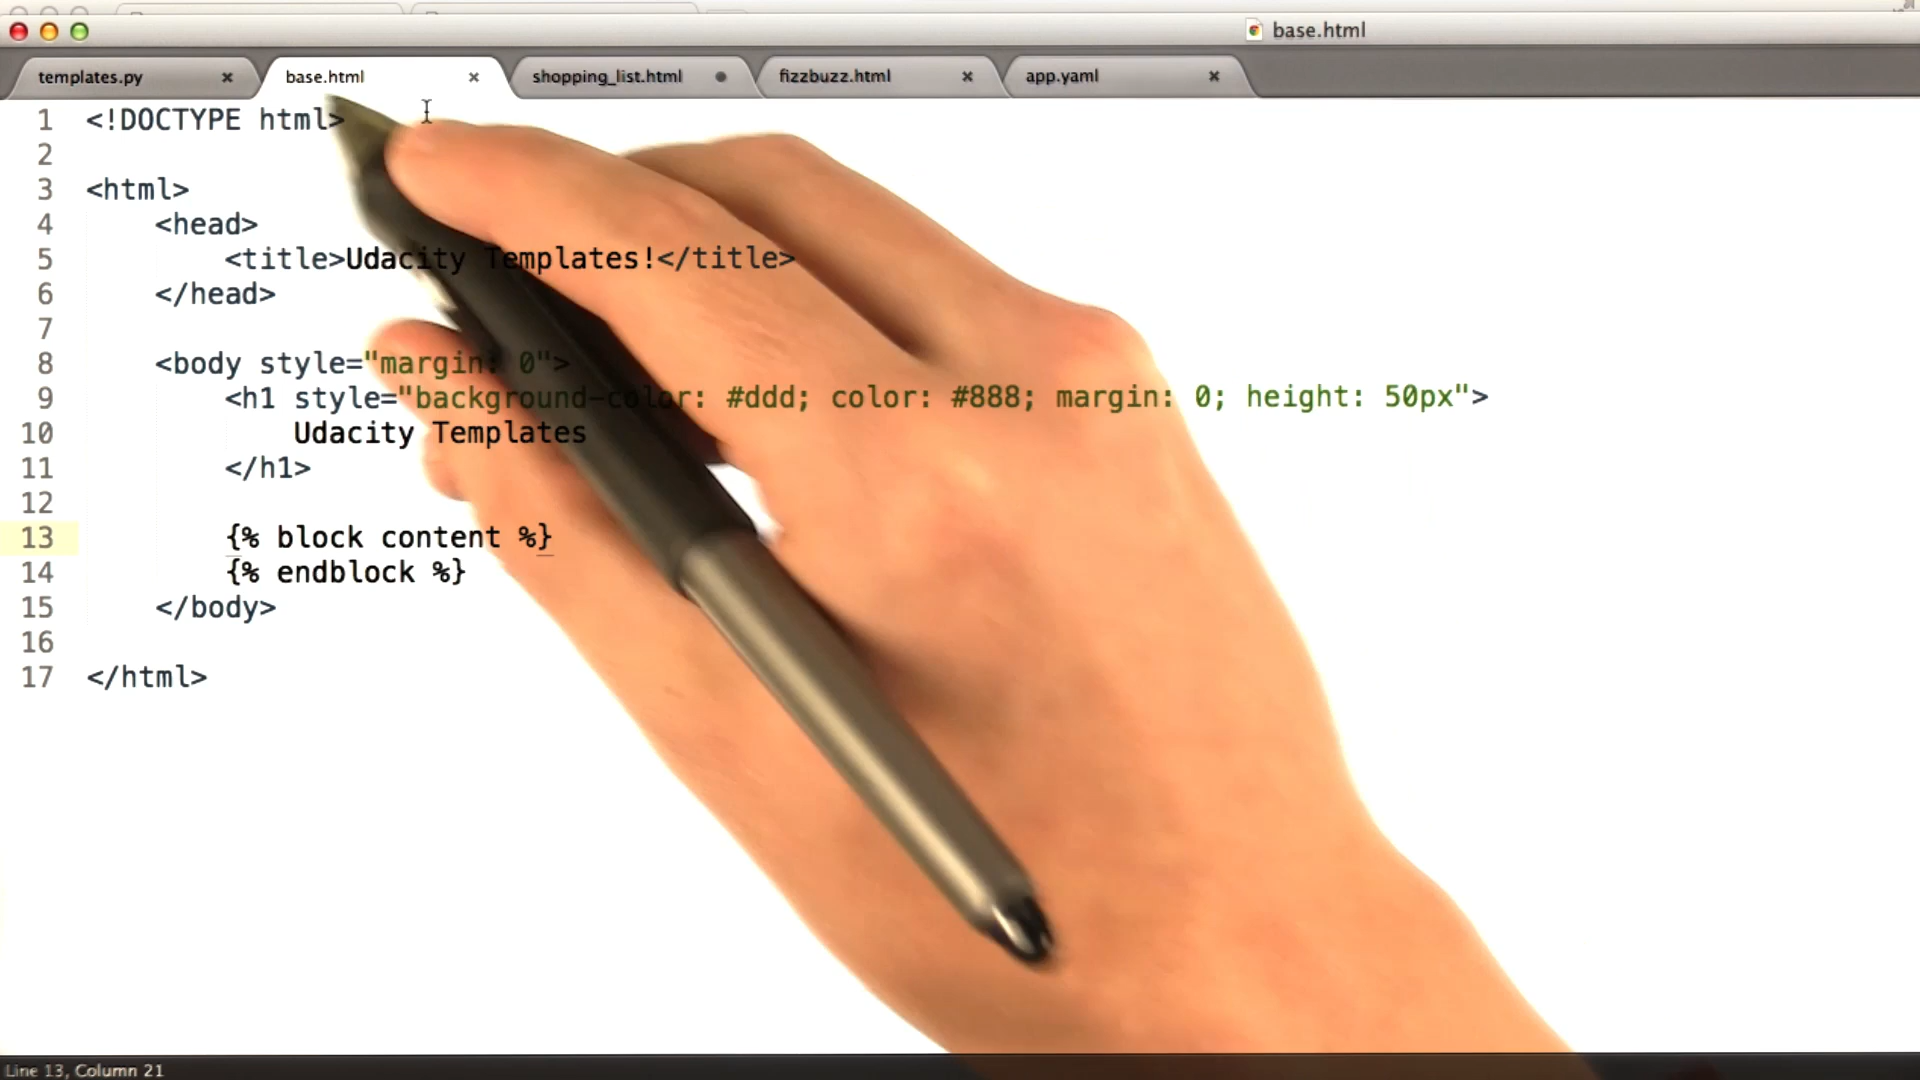 base.html
templates.py
base.html
shopping_list.html
fizzbuzz.html
app.yaml
1 <!DOCTYPE html>
2
3 <html>
4 <head>
5 <title>Udacity Templates!</title>
6 </head>
7
8 <body style="margin: 0">
9 <h1 style="background-color: #ddd; color: #888; margin: 0; height: 50px">
10 Udacity Templates
11 </h1>
12
13 {% block content %}
14 {% endblock %}
15 </body>
16
17 </html>
Line 13, Column 21